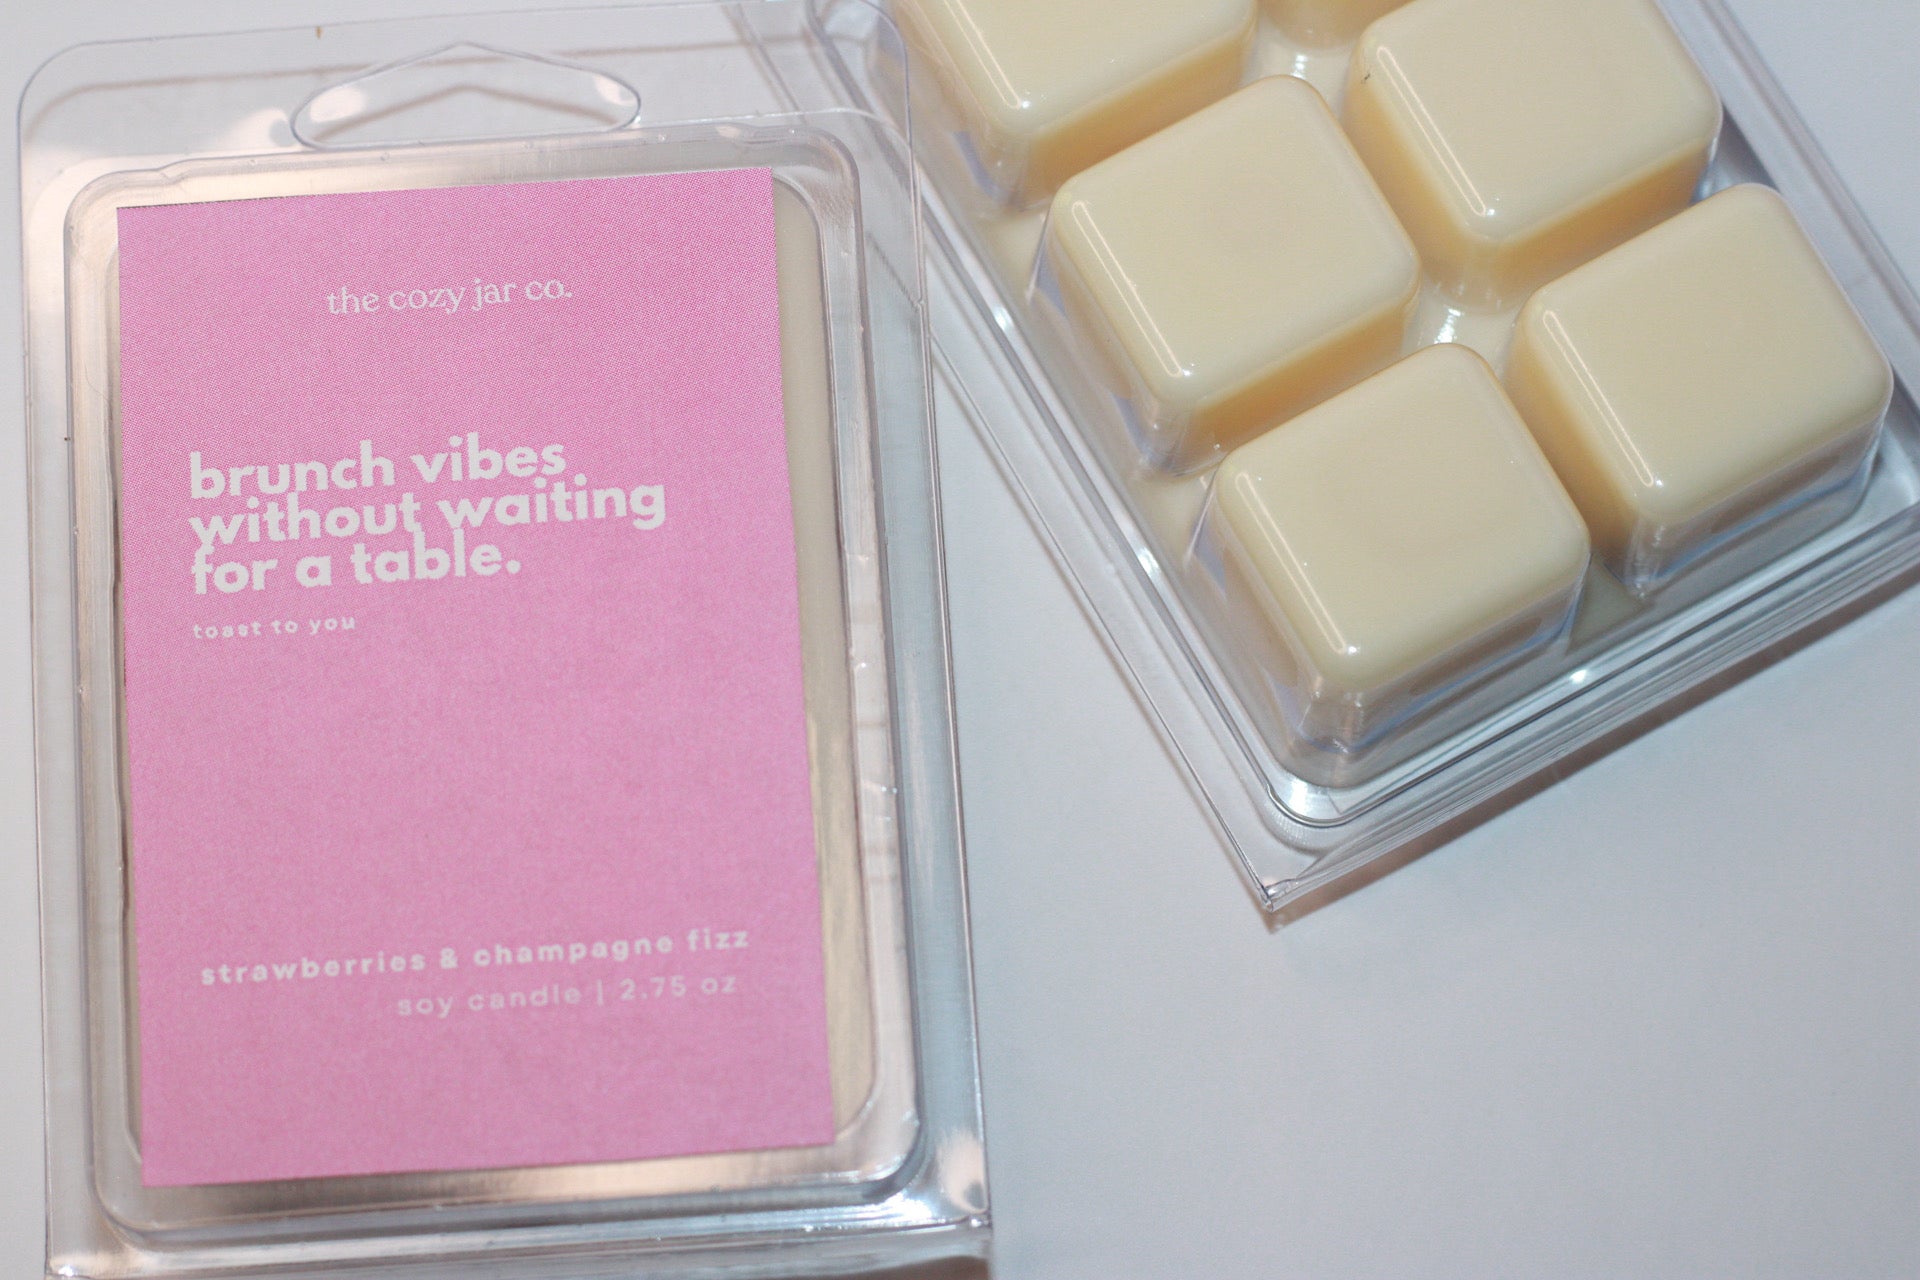 the cozy jar co.
brunch vibes
without waiting
for a table.
toast to you
strawberries & champagne fizz
soy candle | 2.75 oz